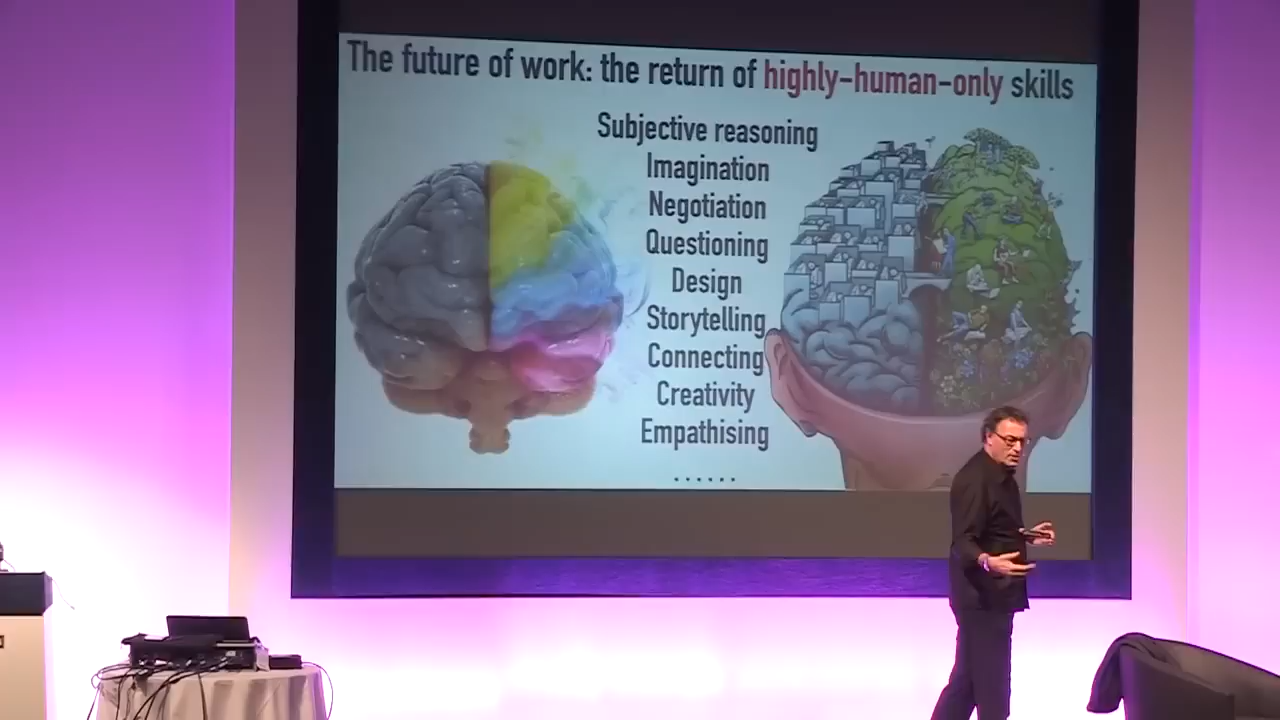 The future of work: the return of highly-human-only skills
Subjective reasoning
Imagination
Negotiation
Questioning
Design
Storytelling
Connecting
Creativity
Empathising
......